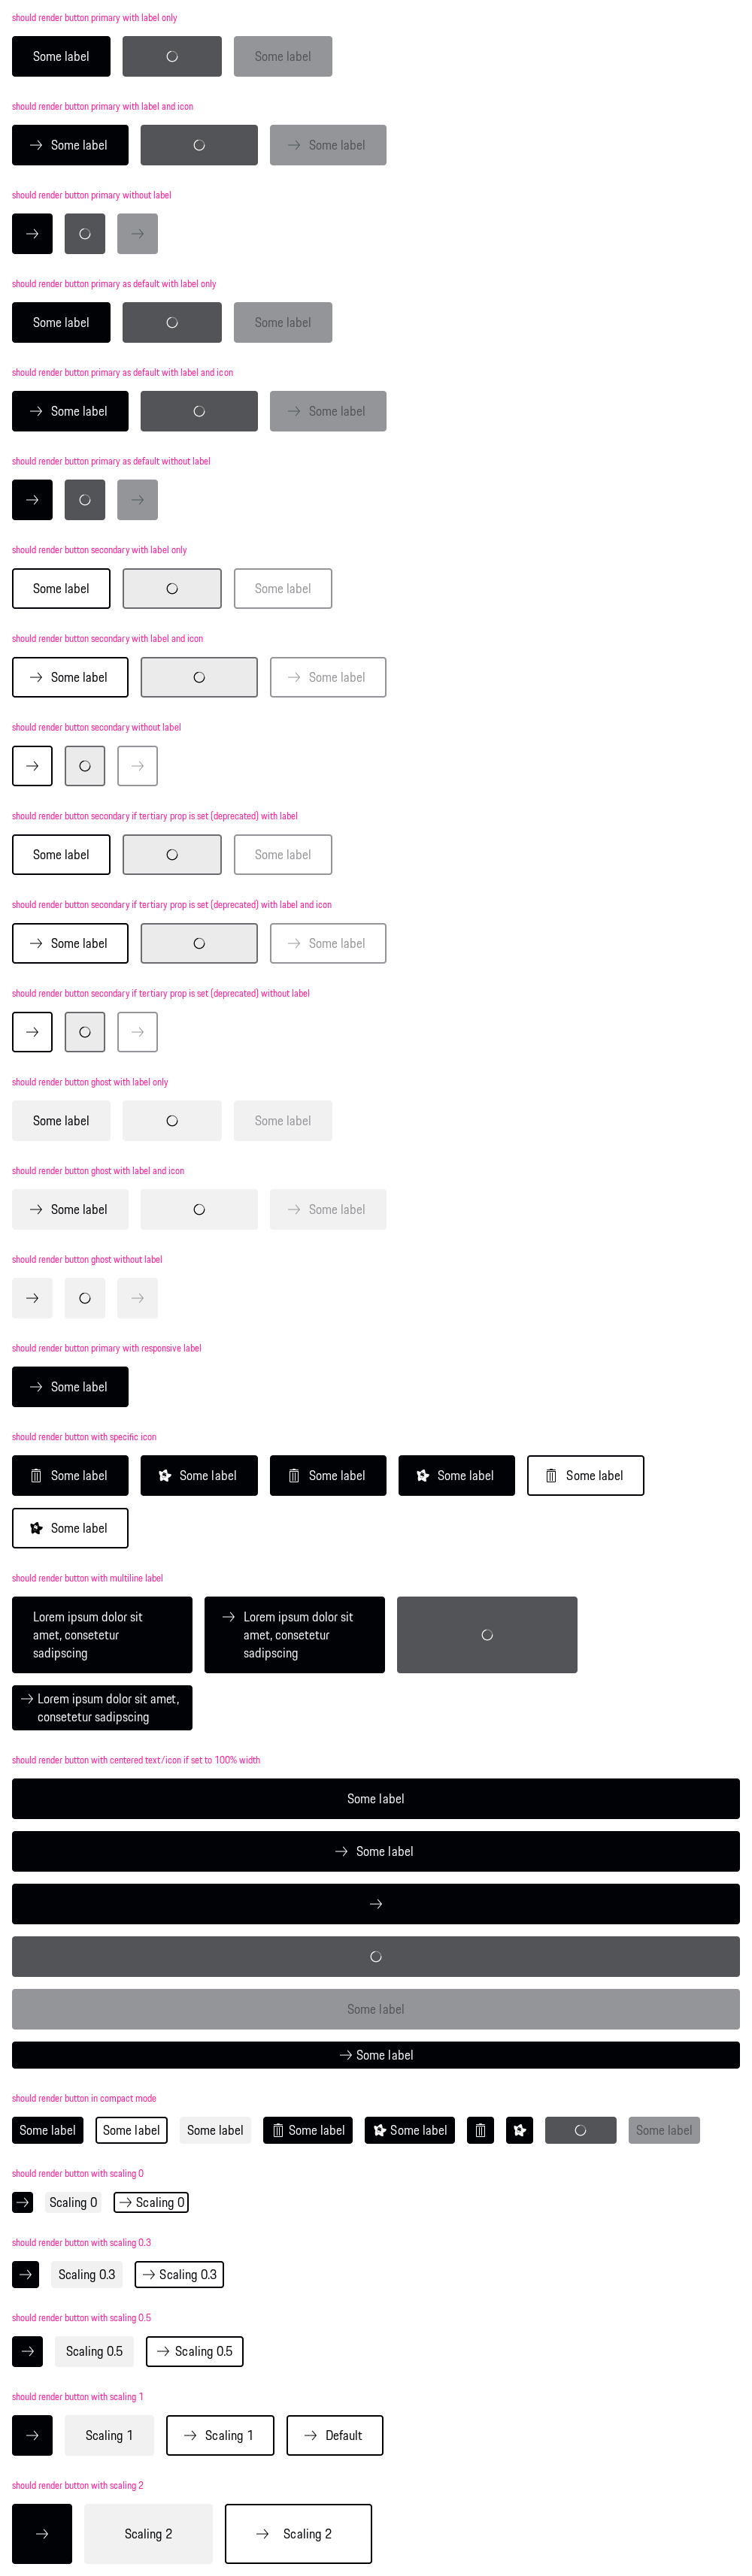 should render button primary with label only
Some label Some label
should render button primary with label and icon
Some label Some label
should render button primary without label
should render button primary as default with label only
Some label Some label
should render button primary as default with label and icon
Some label Some label
should render button primary as default without label
should render button secondary with label only
Some label Some label
should render button secondary with label and icon
Some label Some label
should render button secondary without label
should render button secondary if tertiary prop is set (deprecated) with label
Some label Some label
should render button secondary if tertiary prop is set (deprecated) with label and icon
Some label Some label
should render button secondary if tertiary prop is set (deprecated) without label
should render button ghost with label only
Some label Some label
should render button ghost with label and icon
Some label Some label
should render button ghost without label
should render button primary with responsive label
Some label
should render button with specific icon
Some label Some label Some label Some label Some label
Some label
should render button with multiline label
Lorem ipsum dolor sit
amet, consetetur
sadipscing
Lorem ipsum dolor sit
amet, consetetur
sadipscing
Lorem ipsum dolor sit amet,
consetetur sadipscing
should render button with centered text/icon if set to 100% width
Some label
Some label
Some label
Some label
should render button in compact mode
Some label Some label Some label Some label Some label Some label
should render button with scaling 0
Scaling 0 Scaling 0
should render button with scaling 0.3
Scaling 0.3 Scaling 0.3
should render button with scaling 0.5
Scaling 0.5 Scaling 0.5
should render button with scaling 1
Scaling 1 Scaling 1 Default
should render button with scaling 2
Scaling 2 Scaling 2